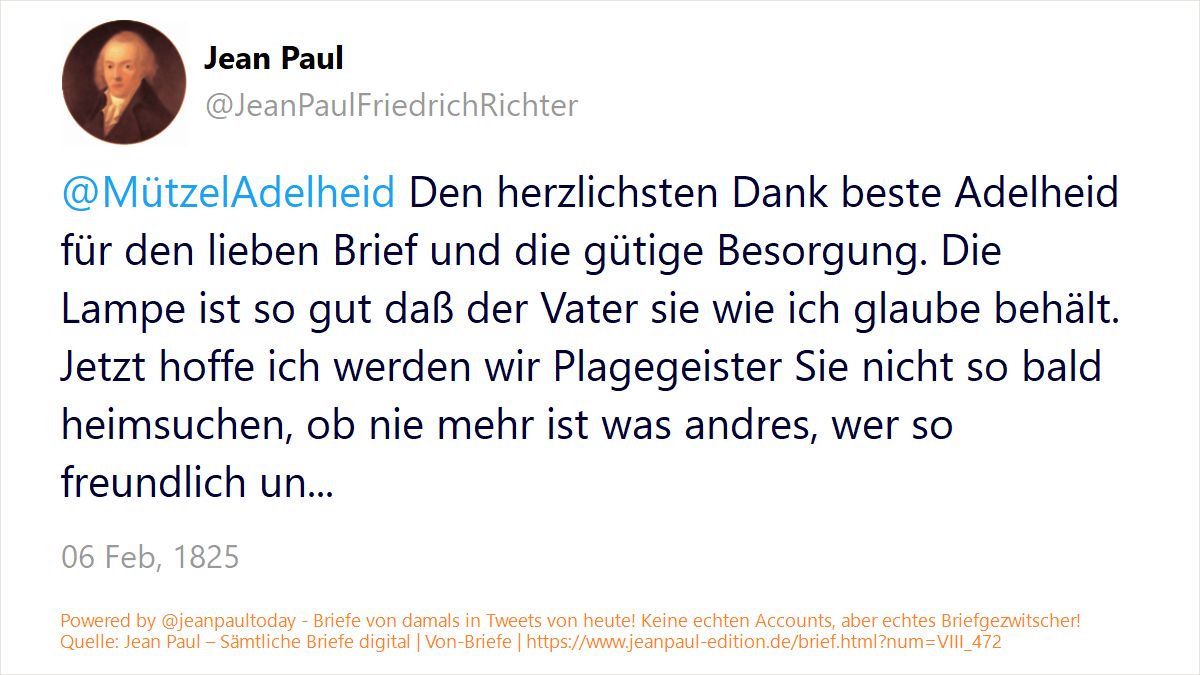 Jean Paul
@JeanPaulFriedrichRichter
@MützelAdelheid Den herzlichsten Dank beste Adelheid
für den lieben Brief und die gütige Besorgung. Die
Lampe ist so gut daß der Vater sie wie ich glaube behält.
Jetzt hoffe ich werden wir Plagegeister Sie nicht so bald
heimsuchen, ob nie mehr ist was andres, wer so
freundlich un...
06 Feb, 1825
Powered by @jeanpaultoday - Briefe von damals in Tweets von heute! Keine echten Accounts, aber echtes Briefgezwitscher!
Quelle: Jean Paul – Sämtliche Briefe digital | Von-Briefe | https://www.jeanpaul-edition.de/brief.html?num=VIII_472